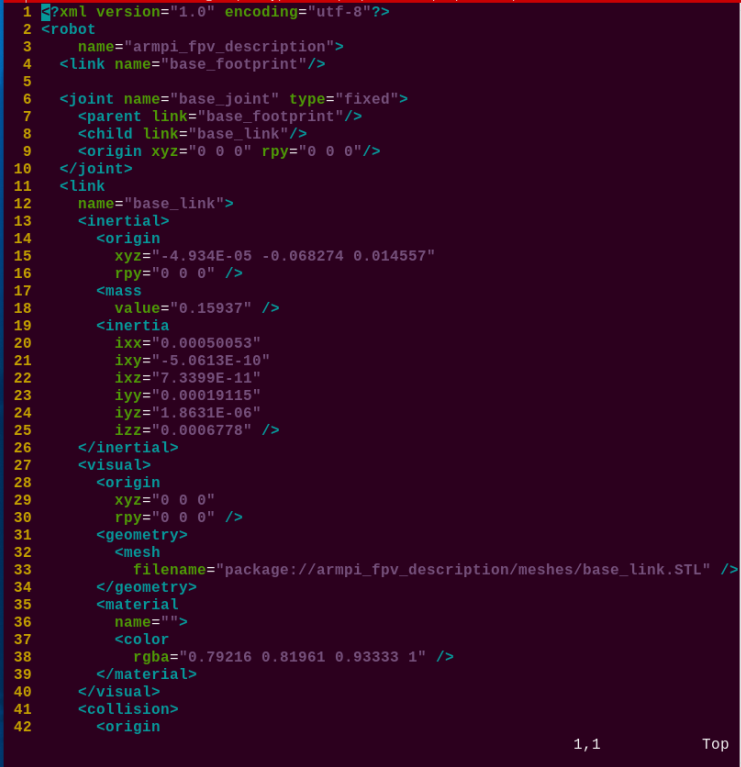 1 <?xml version="1.0" encoding="utf-8"?>
2 <robot
3     name="armpi_fpv_description">
4   <link name="base_footprint"/>
5
6   <joint name="base_joint" type="fixed">
7     <parent link="base_footprint"/>
8     <child link="base_link"/>
9     <origin xyz="0 0 0" rpy="0 0 0"/>
10   </joint>
11   <link
12     name="base_link">
13     <inertial>
14       <origin
15         xyz="-4.934E-05 -0.068274 0.014557"
16         rpy="0 0 0" />
17       <mass
18         value="0.15937" />
19       <inertia
20         ixx="0.00050053"
21         ixy="-5.0613E-10"
22         ixz="7.3399E-11"
23         iyy="0.00019115"
24         iyz="1.8631E-06"
25         izz="0.0006778" />
26     </inertial>
27     <visual>
28       <origin
29         xyz="0 0 0"
30         rpy="0 0 0" />
31       <geometry>
32         <mesh
33           filename="package://armpi_fpv_description/meshes/base_link.STL" />
34       </geometry>
35       <material
36         name="">
37         <color
38           rgba="0.79216 0.81961 0.93333 1" />
39       </material>
40     </visual>
41     <collision>
42       <origin
1,1 Top